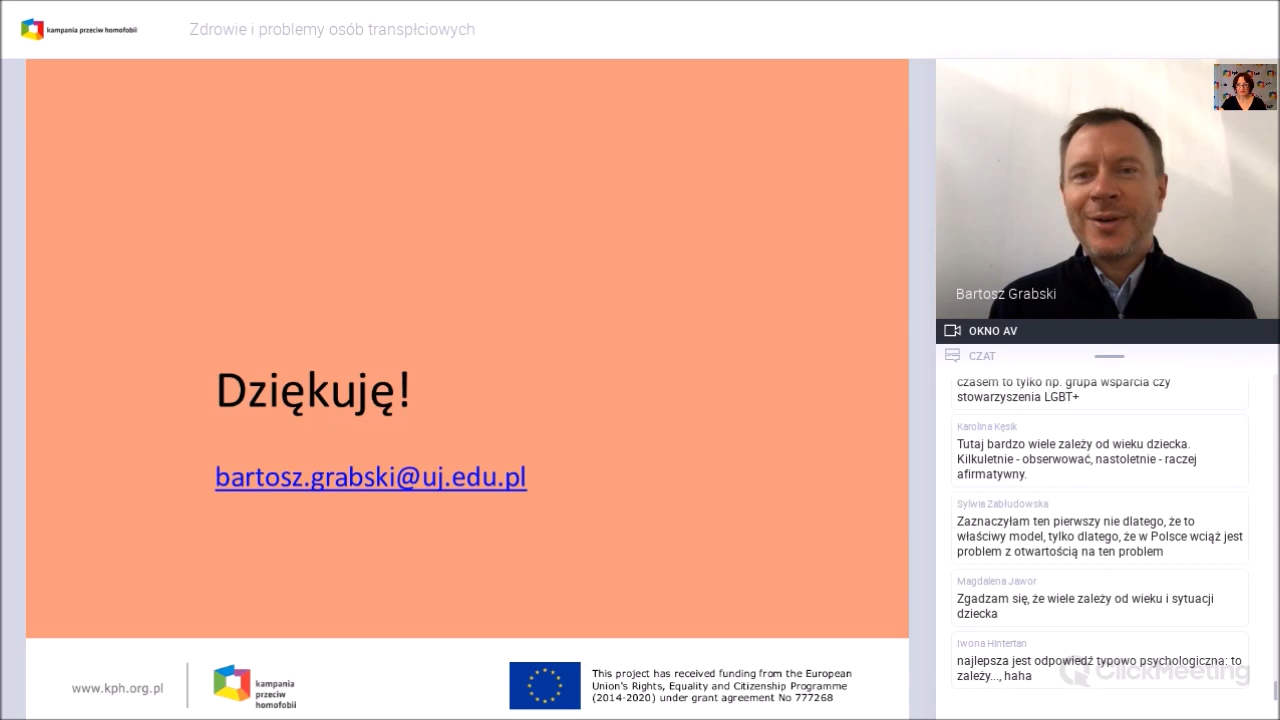 kampania przeciw homofobii
Zdrowie i problemy osób transpłciowych
Dziękuję!
bartosz.grabski@uj.edu.pl
www.kph.org.pl
kampania
przeciw
homofobii
This project has received funding from the European
Union's Rights, Equality and Citizenship Programme
(2014-2020) under grant agreement No 777268
Bartosz Grabski
OKNO AV
CZAT
czasem to tylko np. grupa wsparcia czy
stowarzyszenia LGBT+
Karolina Kęsik
Tutaj bardzo wiele zależy od wieku dziecka.
Kilkuletnie - obserwować, nastoletnie - raczej
afirmatywny.
Sylwia Zabłudowska
Zaznaczyłam ten pierwszy nie dlatego, że to
właściwy model, tylko dlatego, że w Polsce wciąż jest
problem z otwartością na ten problem
Magdalena Jawor
Zgadzam się, że wiele zależy od wieku i sytuacji
dziecka
Iwona Hintertan
najlepsza jest odpowiedź typowo psychologiczna: to
zależy..., haha
ClickMeeting